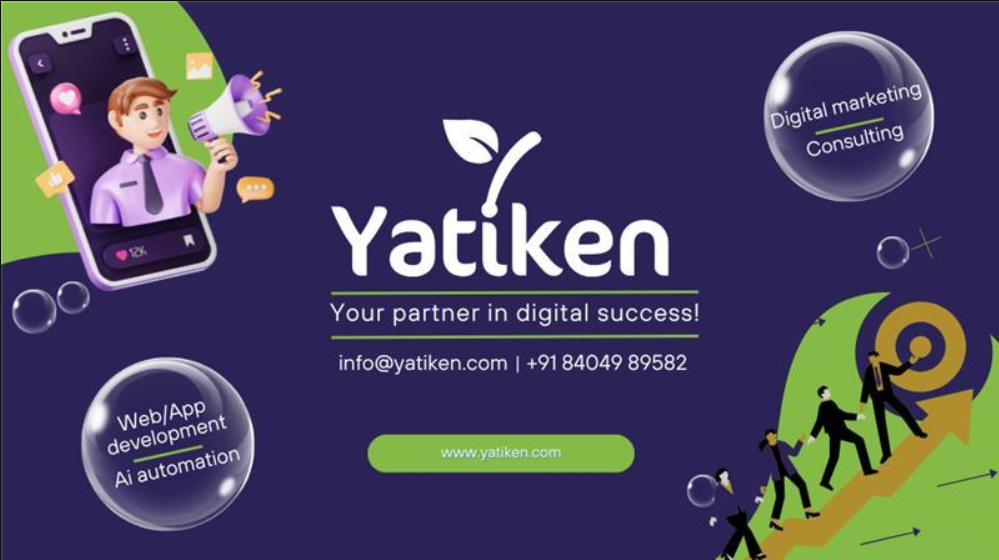 12K
Digital marketing
Consulting
Yatiken
Your partner in digital success!
info@yatiken.com | +91 84049 89582
Web/App
development
Ai automation
www.yatiken.com